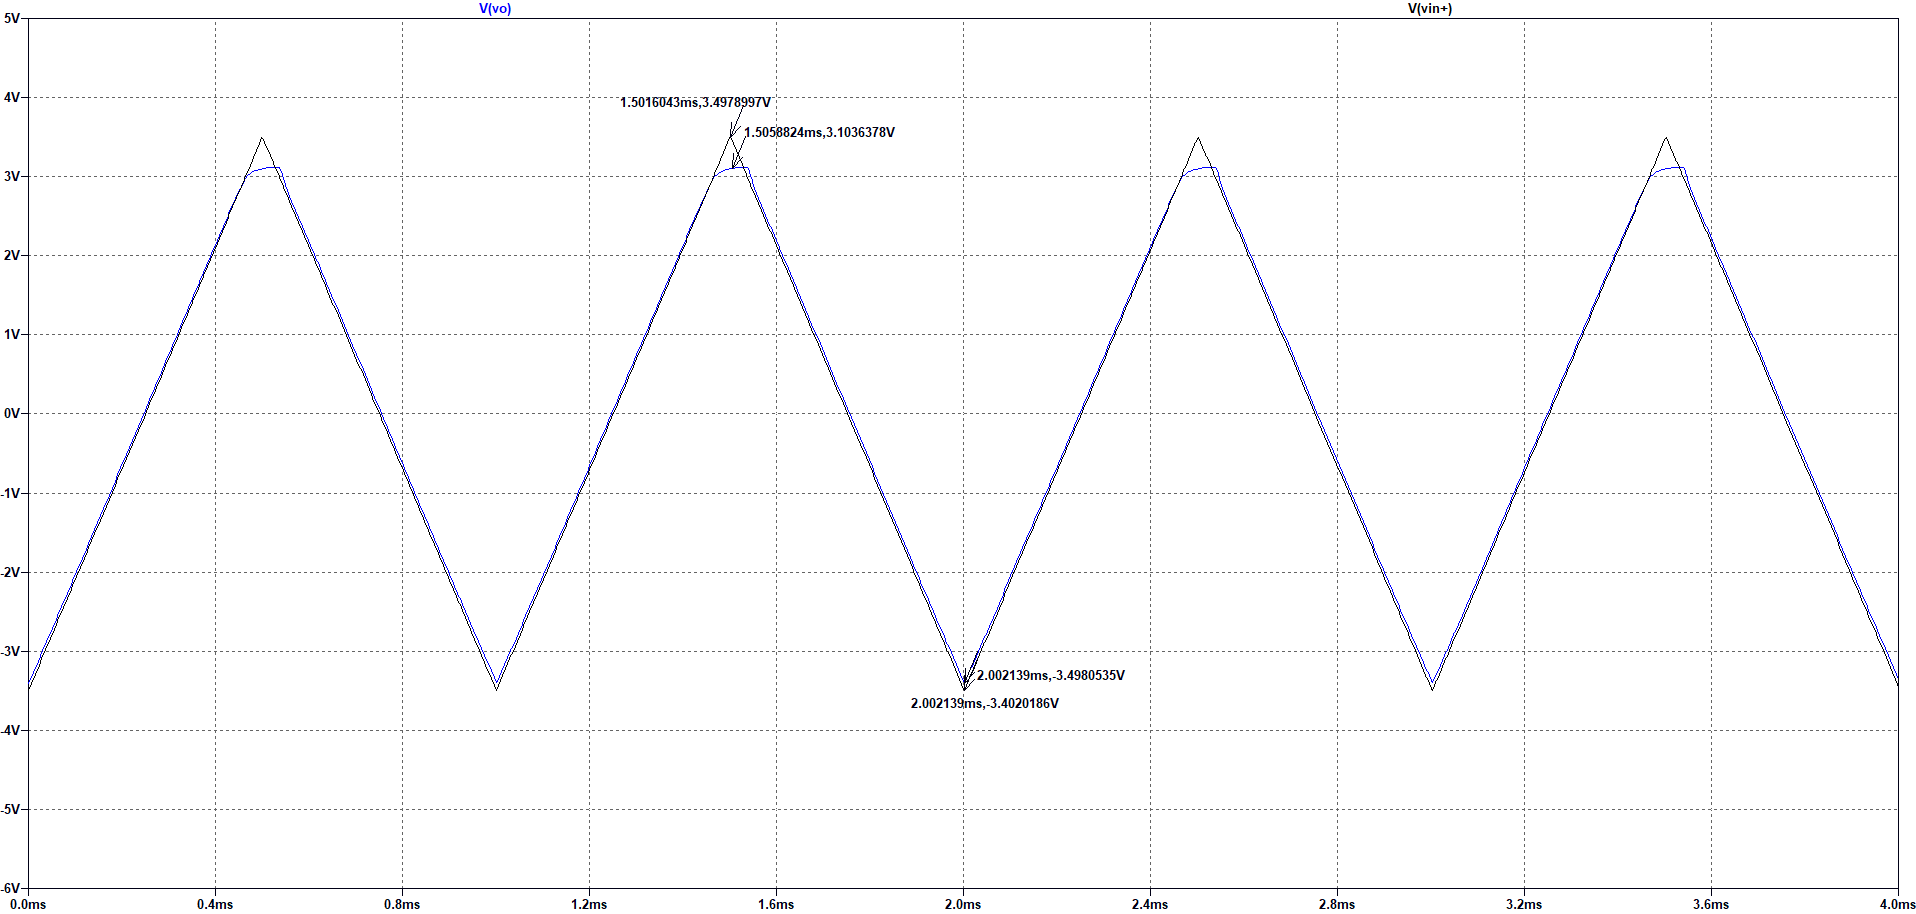 V(vo)
V(vin+)
5V
4V
1.5016043ms,3.4978997V
1.5058824ms,3.1036378V
3V
2V
1V
0V
-1V
-2V
-3V
2.002139ms,-3.4980535V
2.002139ms,-3.4020186V
-4V
-5V
-6V
0.0ms 0.4ms 0.8ms 1.2ms 1.6ms 2.0ms 2.4ms 2.8ms 3.2ms 3.6ms 4.0ms